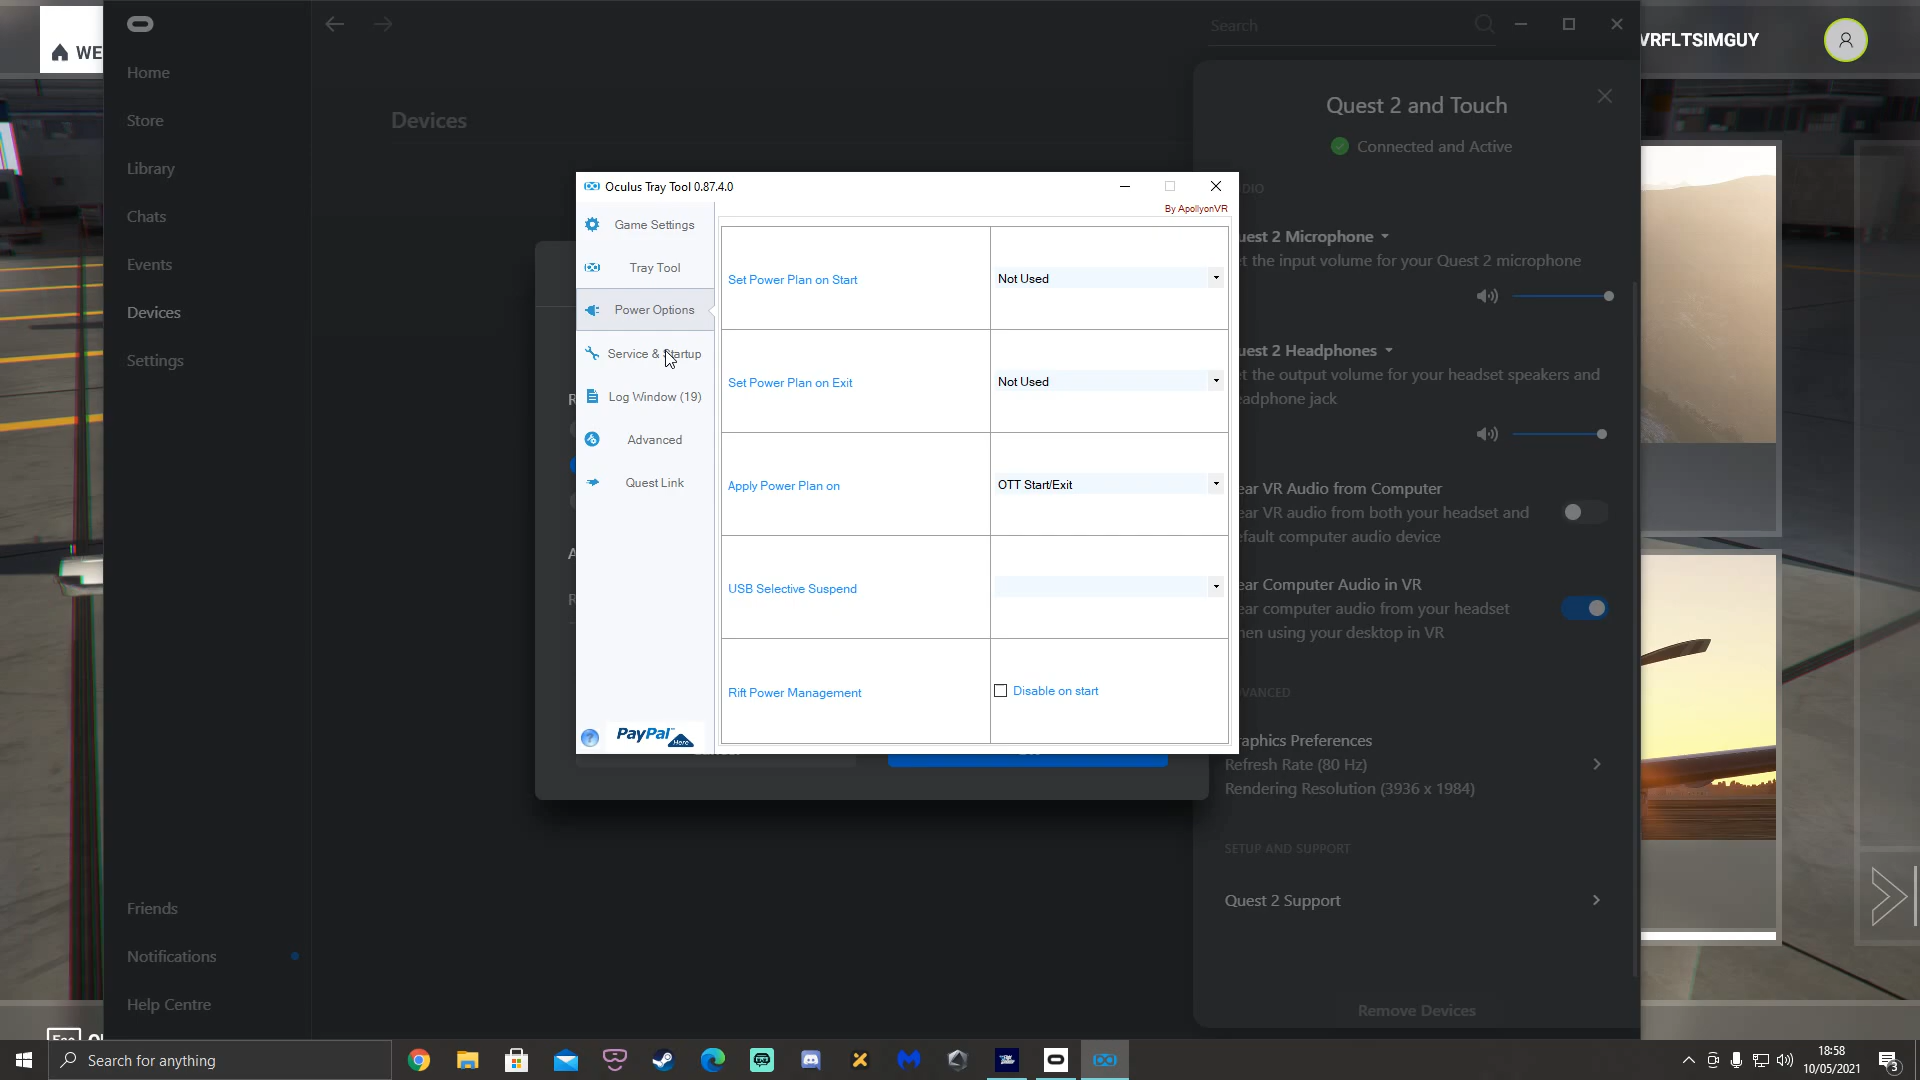 WE
VRFLTSIMGUY
Search
Home
Store
Library
Chats
Events
Devices
Settings
Friends
Notifications
Help Centre
Devices
Quest 2 and Touch
Connected and Active
DIO
uest 2 Microphone
t the input volume for your Quest 2 microphone
uest 2 Headphones
t the output volume for your headset speakers and
adphone jack
ear VR Audio from Computer
ear VR audio from both your headset and
efault computer audio device
ear Computer Audio in VR
ear computer audio from your headset
hen using your desktop in VR
VANCED
aphics Preferences
Refresh Rate (80 Hz)
Rendering Resolution (3936 x 1984)
SETUP AND SUPPORT
Quest 2 Support
Remove Devices
Oculus Tray Tool 0.87.4.0
By ApollyonVR
Game Settings
Tray Tool
Power Options
Service & Startup
Log Window (19)
Advanced
Quest Link
PayPal
Here
Set Power Plan on Start
Not Used
Set Power Plan on Exit
Not Used
Apply Power Plan on
OTT Start/Exit
USB Selective Suspend
Rift Power Management
Disable on start
Search for anything
18:58
10/05/2021
3